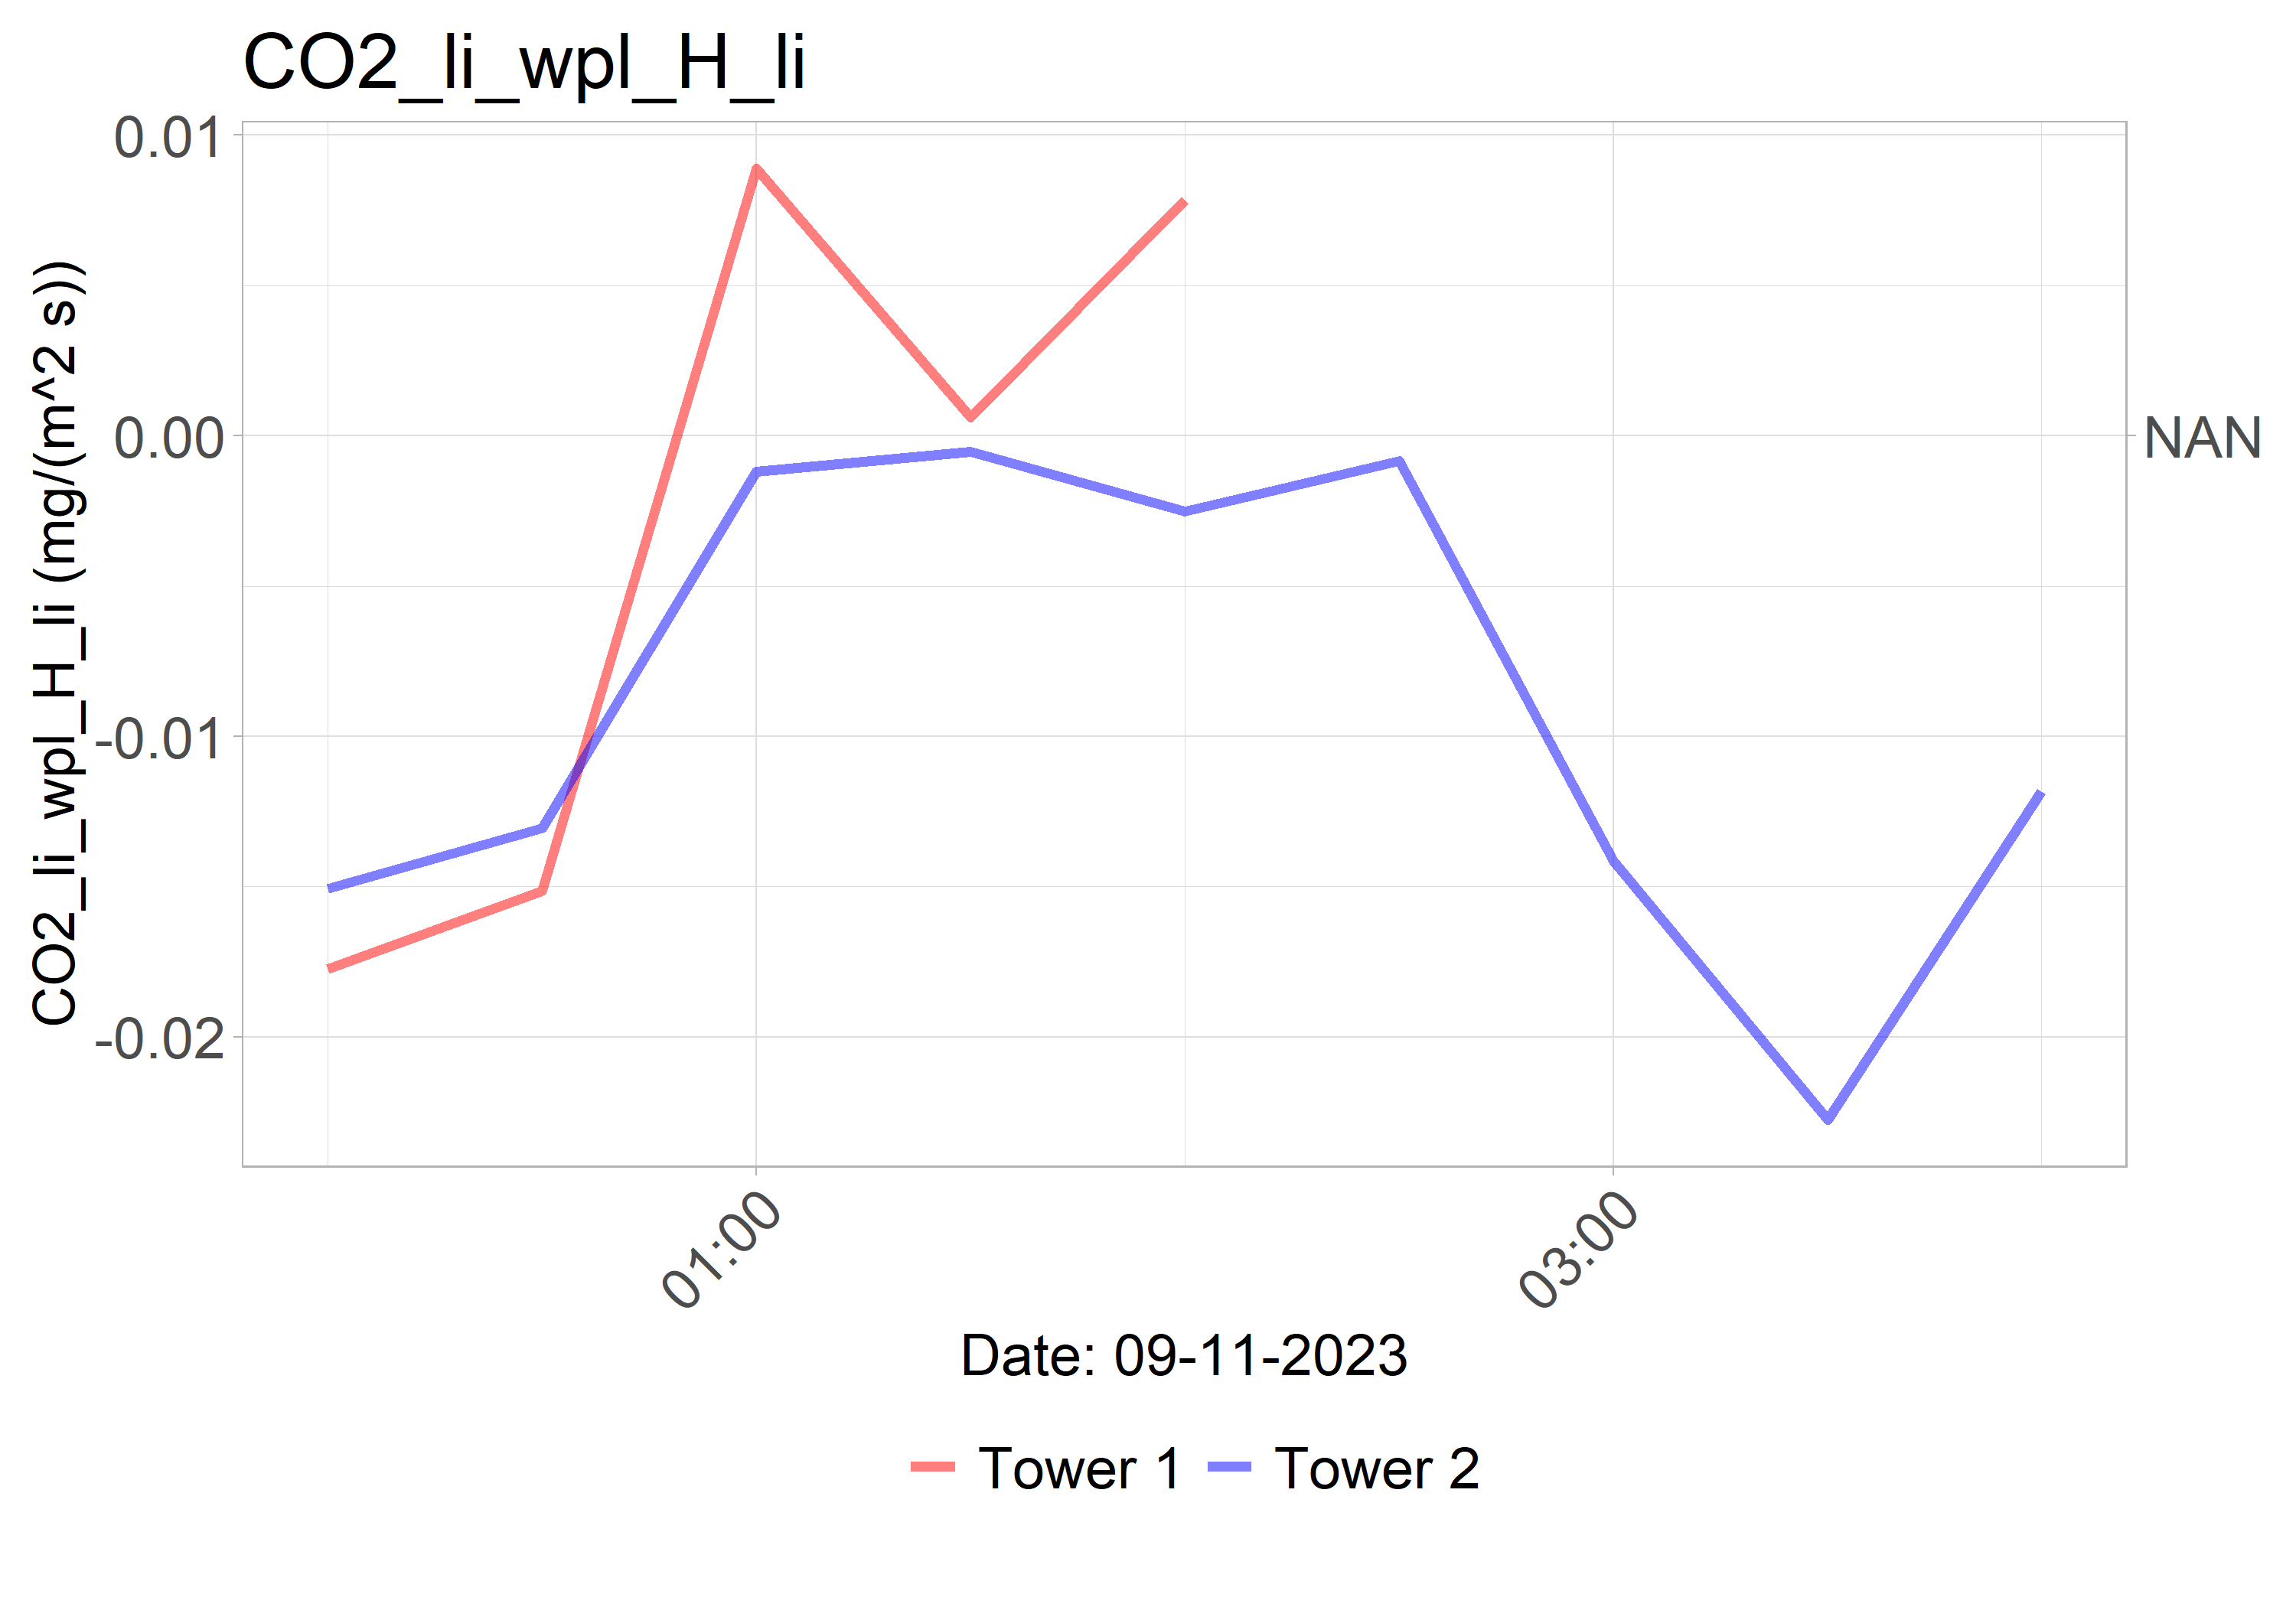 CO2_li_wpl_H_li
CO2_li_wpl_H_li (mg/(m^2 s))
0.01
0.00
-0.01
-0.02
NAN
01:00
03:00
Date: 09-11-2023
Tower 1
Tower 2